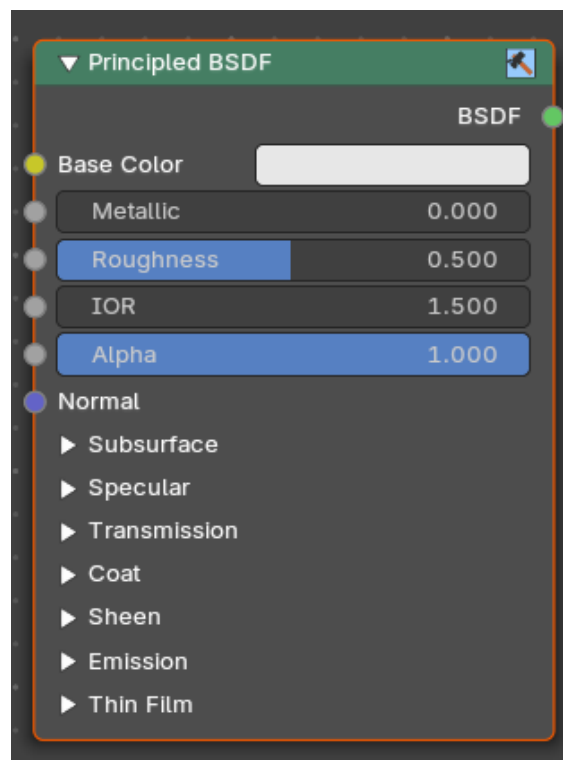 Principled BSDF
BSDF
Base Color
Metallic 0.000
Roughness 0.500
IOR 1.500
Alpha 1.000
Normal
Subsurface
Specular
Transmission
Coat
Sheen
Emission
Thin Film